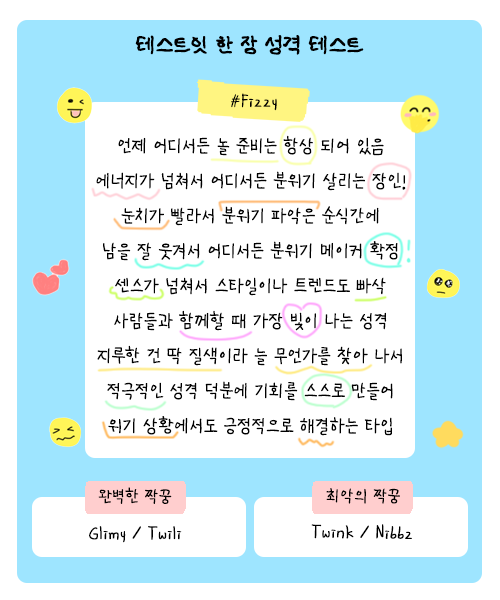 테스트잇 한 장 성격 테스트
#Fizzy
언제 어디서든 놀 준비는 항상 되어 있음
에너지가 넘쳐서 어디서든 분위기 살리는 장인!
눈치가 빨라서 분위기 파악은 순식간에
남을 잘 웃겨서 어디서든 분위기 메이커 확정!
센스가 넘쳐서 스타일이나 트렌드도 빠삭
사람들과 함께할 때 가장 빛이 나는 성격
지루한 건 딱 질색이라 늘 무언가를 찾아 나서
적극적인 성격 덕분에 기회를 스스로 만들어
위기 상황에서도 긍정적으로 해결하는 타입
완벽한 짝꿍
Glimy / Twili
최악의 짝꿍
Twink / Nibbz